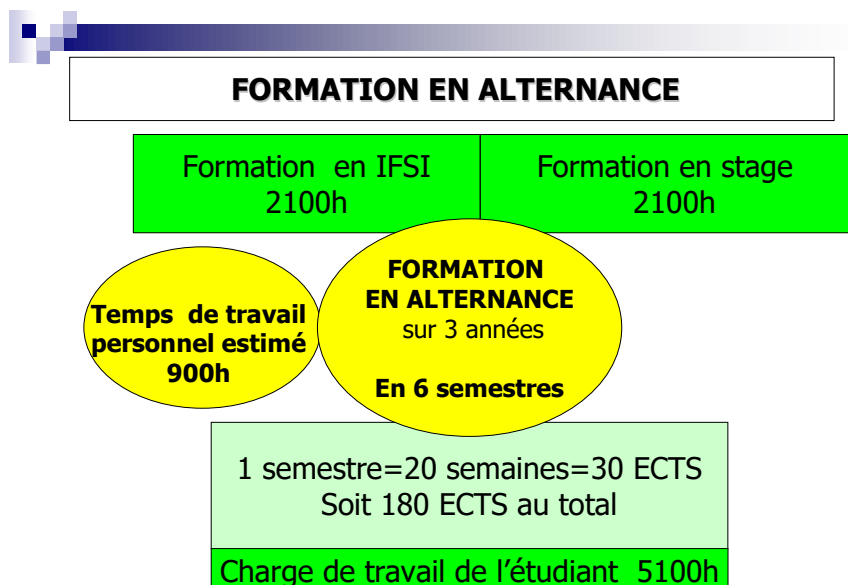 FORMATION EN ALTERNANCE
Formation en IFSI
2100h
Formation en stage
2100h
Temps de travail
personnel estimé
900h
FORMATION
EN ALTERNANCE
sur 3 années
En 6 semestres
1 semestre=20 semaines=30 ECTS
Soit 180 ECTS au total
Charge de travail de l’étudiant 5100h